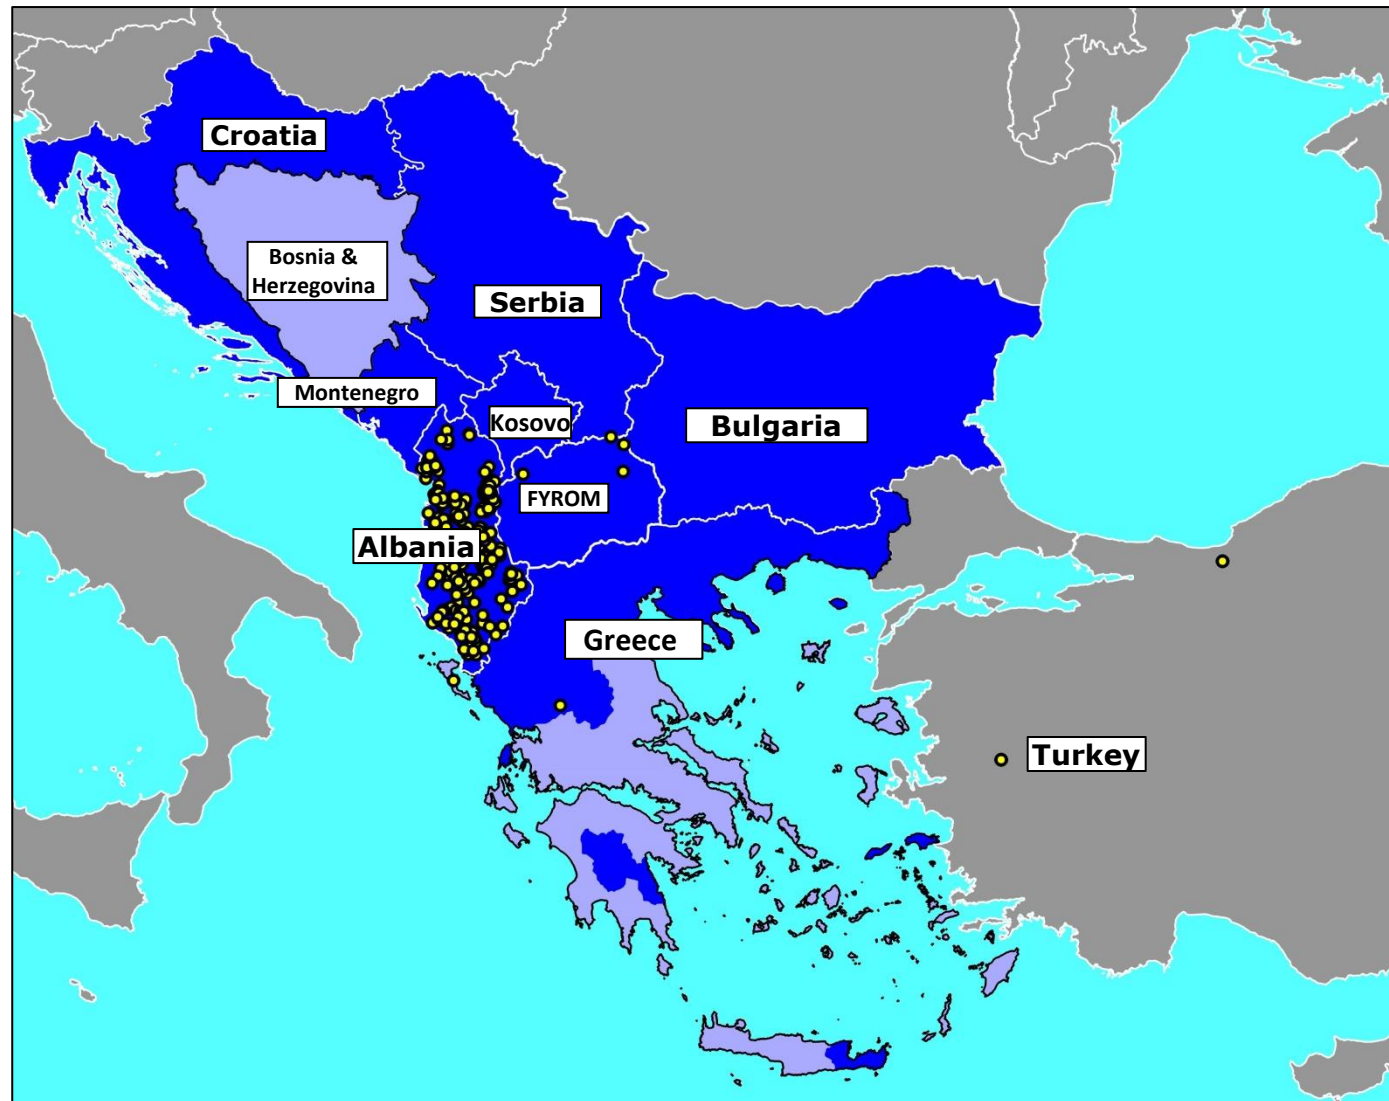 Croatia
Bosnia &
Herzegovina
Serbia
Montenegro
Kosovo
Bulgaria
FYROM
Albania
Greece
Turkey